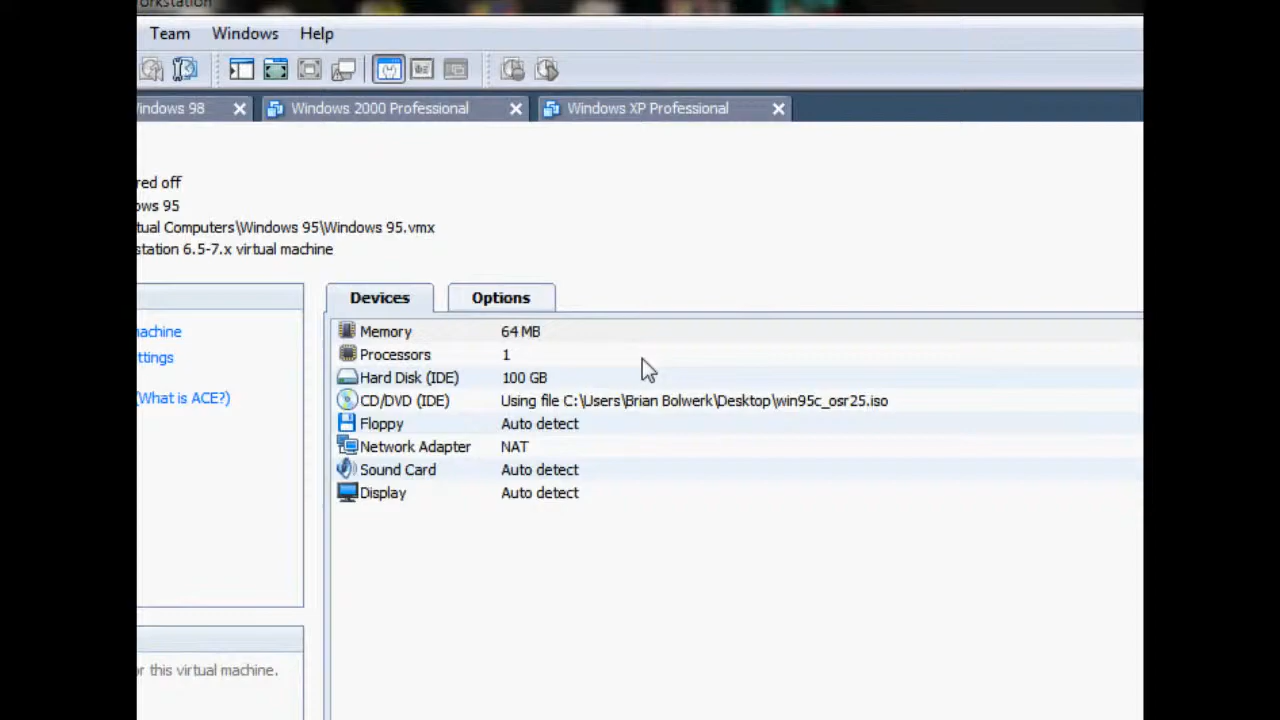 orkstation
Team Windows Help
indows 98 Windows 2000 Professional Windows XP Professional
red off
ows 95
tual Computers\Windows 95\Windows 95.vmx
station 6.5-7.x virtual machine
Devices Options
achine
ttings
(What is ACE?)
Memory 64 MB
Processors 1
Hard Disk (IDE) 100 GB
CD/DVD (IDE) Using file C:\Users\Brian Bolwerk\Desktop\win95c_osr25.iso
Floppy Auto detect
Network Adapter NAT
Sound Card Auto detect
Display Auto detect
r this virtual machine.